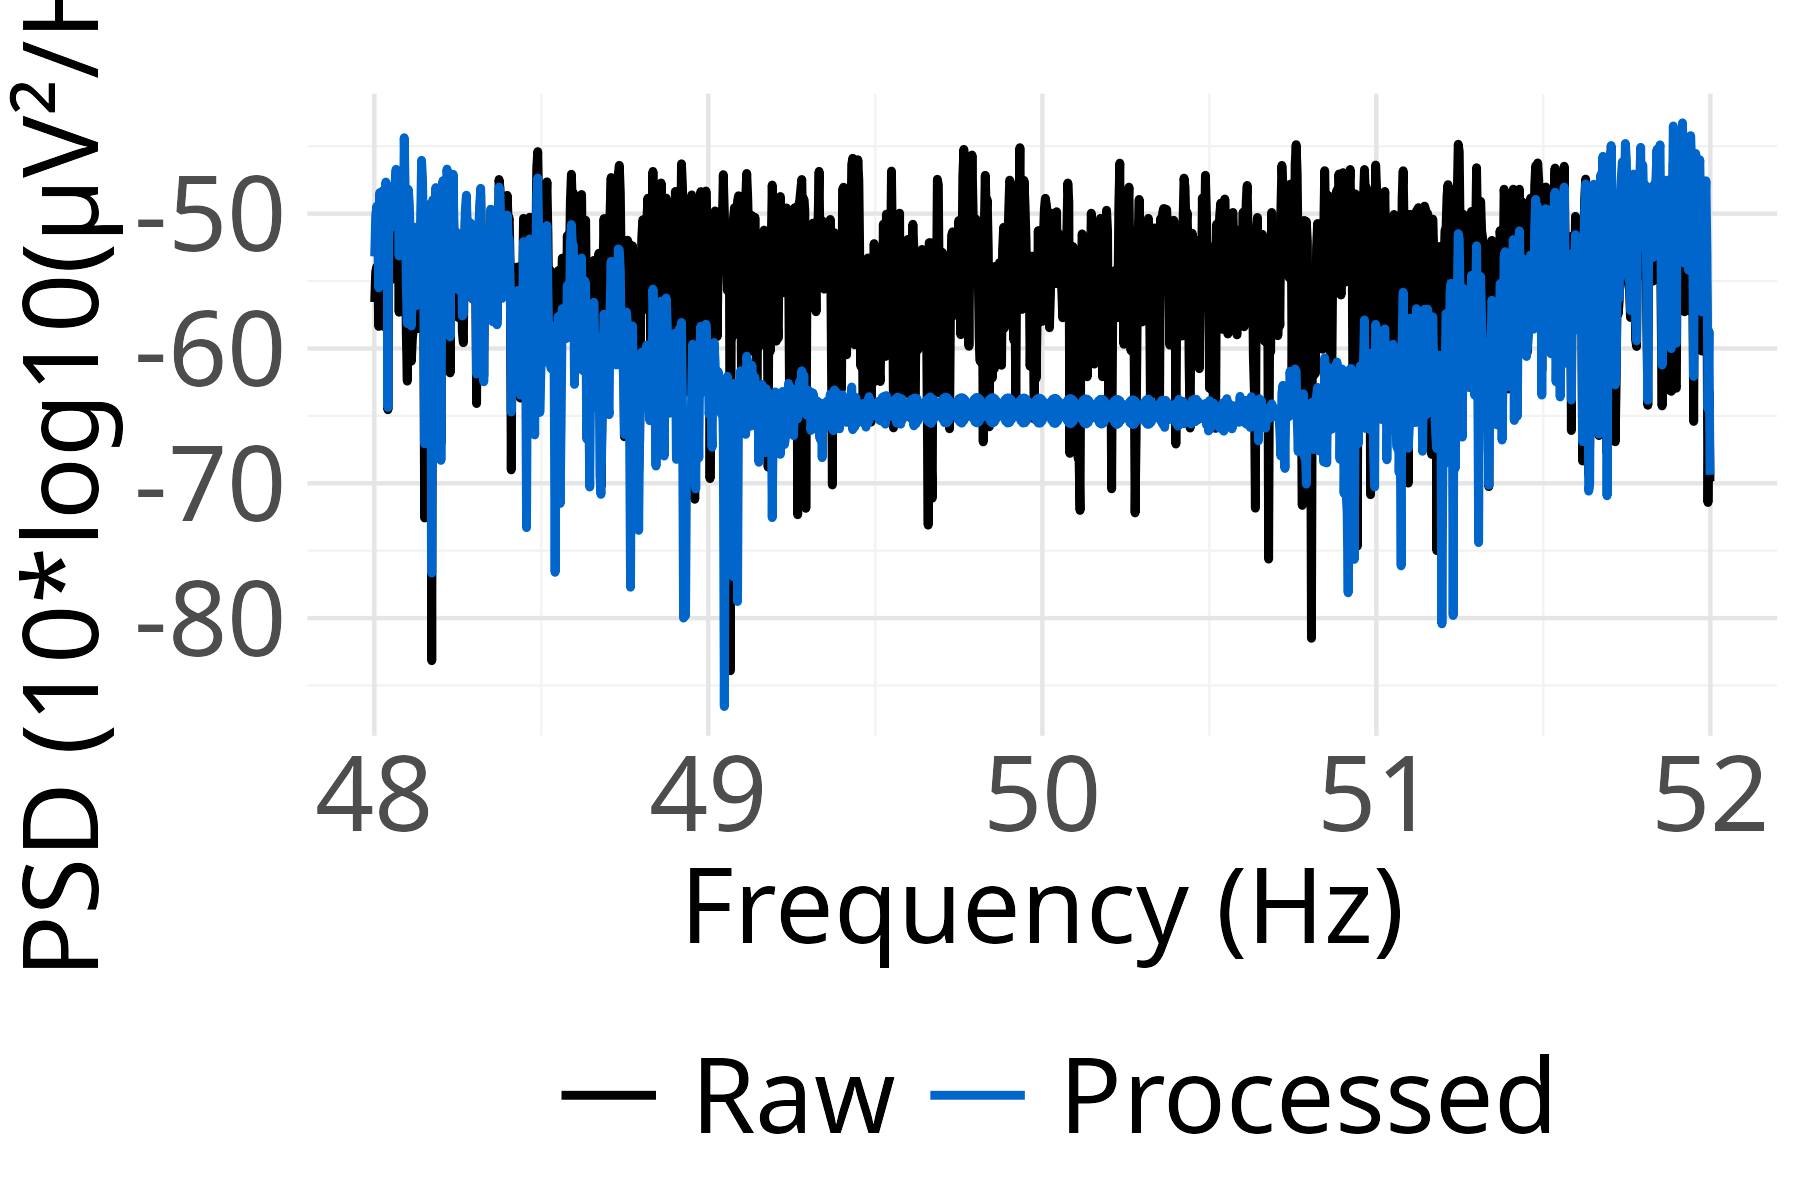 PSD (10*log10(μV²/H
-50
-60
-70
-80
48 49 50 51 52
Frequency (Hz)
Raw Processed